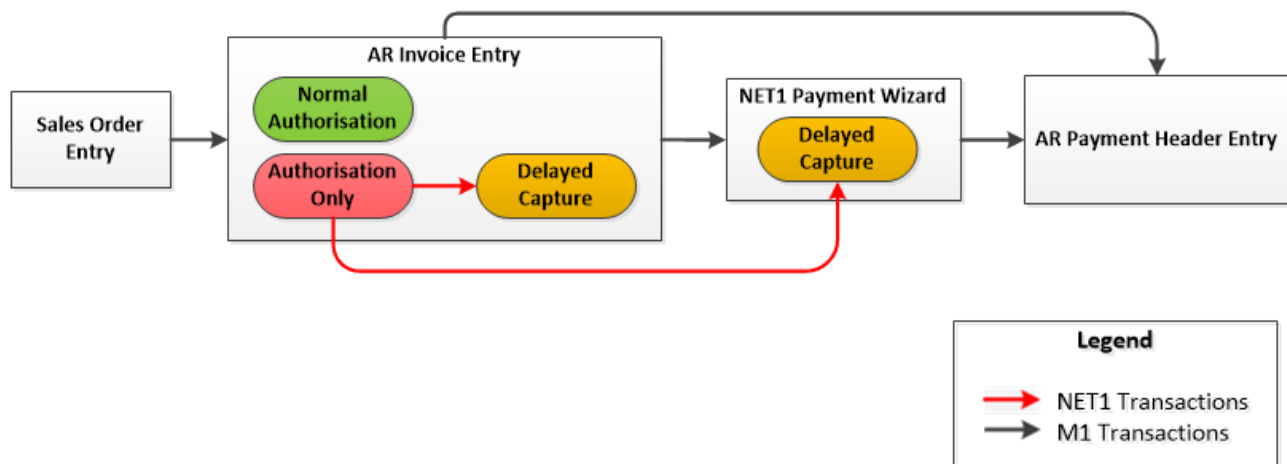 Sales Order
Entry
AR Invoice Entry
Normal
Authorisation
Authorisation
Only
Delayed
Capture
NET1 Payment Wizard
Delayed
Capture
AR Payment Header Entry
Legend
NET1 Transactions
M1 Transactions